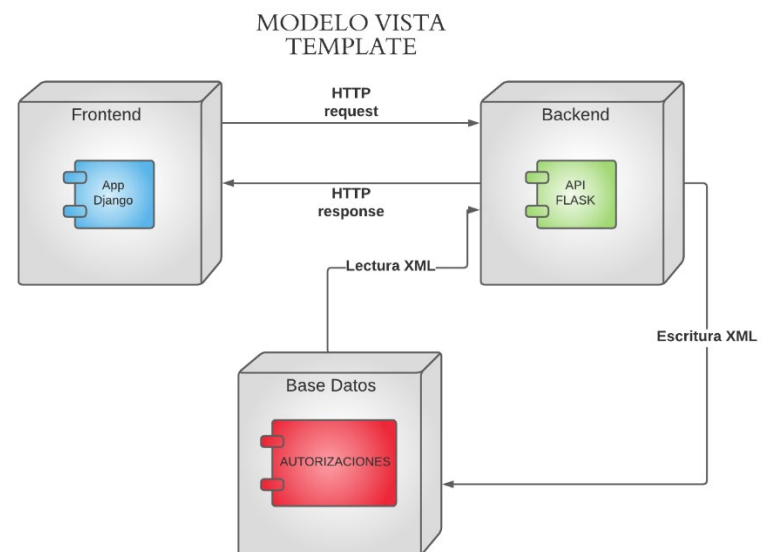 MODELO VISTA
TEMPLATE
Frontend
HTTP
request
Backend
App
Django
HTTP
response
API
FLASK
Lectura XML
Escritura XML
Base Datos
AUTORIZACIONES